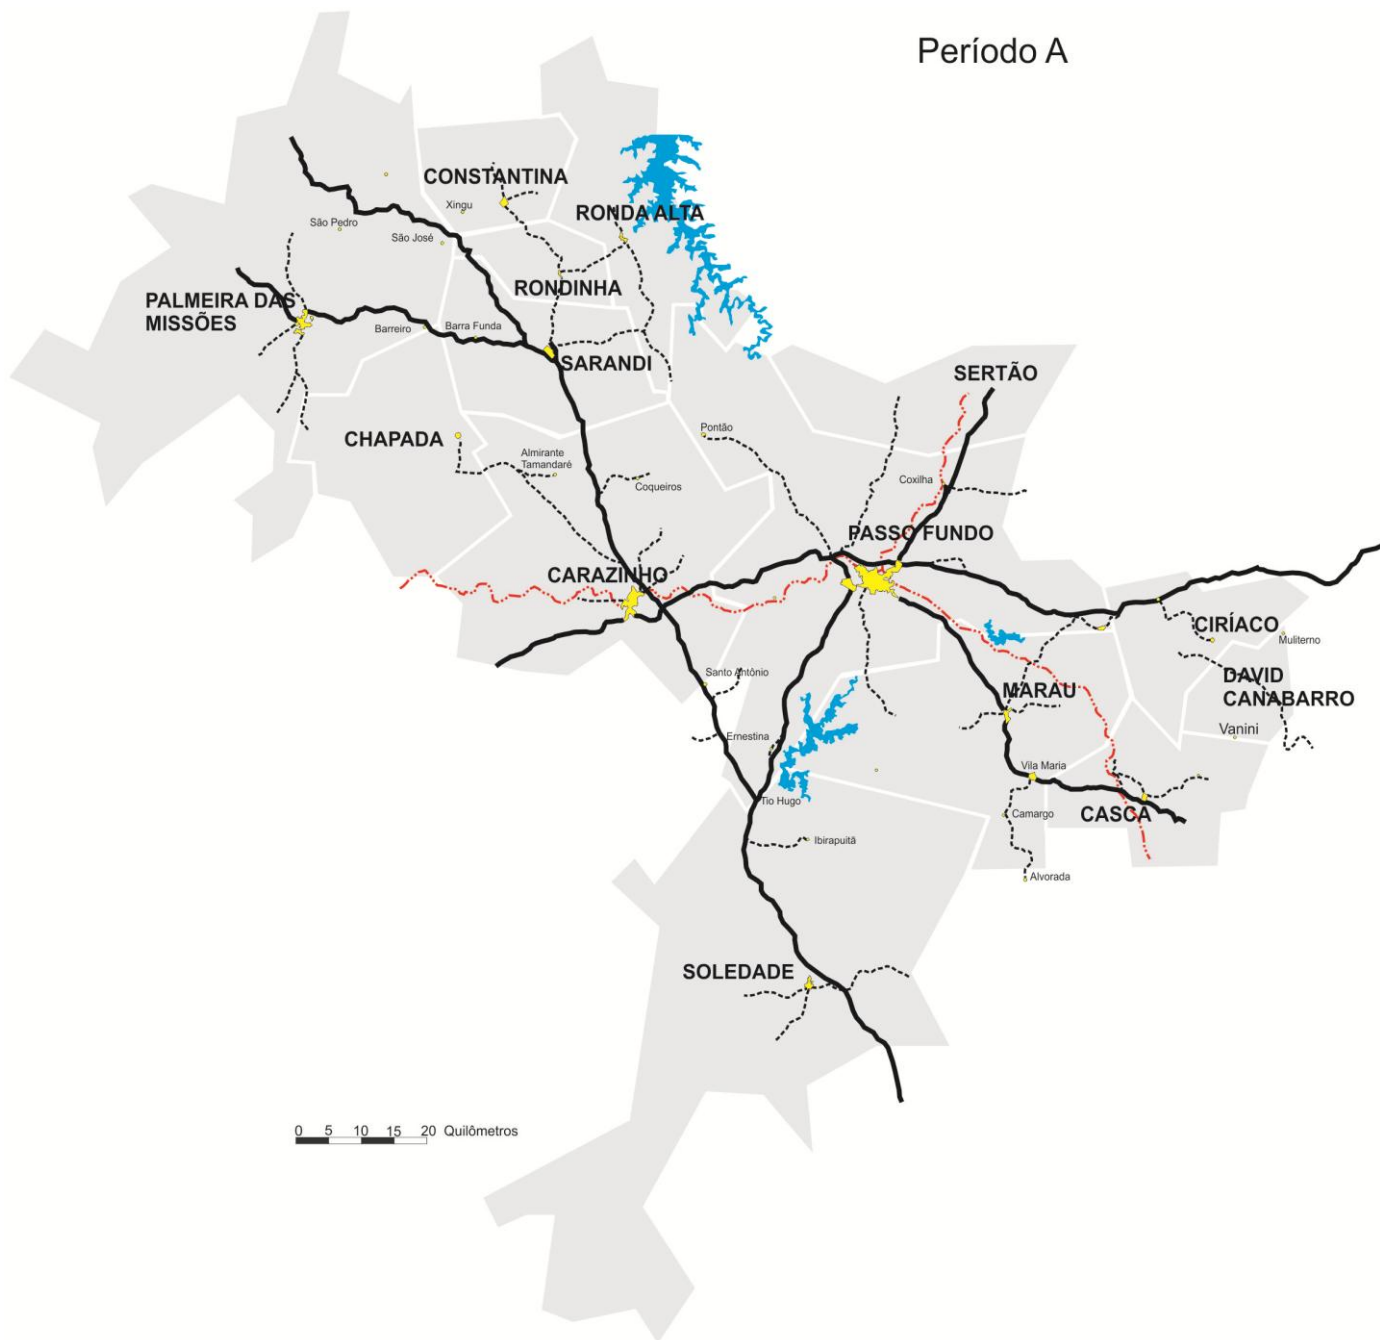 Período A
CONSTANTINA
Xingu
RONDA ALTA
São Pedro
São José
RONDINHA
PALMEIRA DAS
MISSÕES
Barreiro
Barra Funda
SARANDI
SERTÃO
CHAPADA
Pontão
Almirante
Tamandaré
Coqueiros
Coxilha
PASSO FUNDO
CARAZINHO
CIRÍACO
Muliterno
Santo Antônio
MARAU
DAVID
CANABARRO
Vanini
Ernestina
Vila Maria
Tio Hugo
Camargo
CASCA
Ibirapuitã
Alvorada
SOLEDADE
0 5 10 15 20 Quilômetros